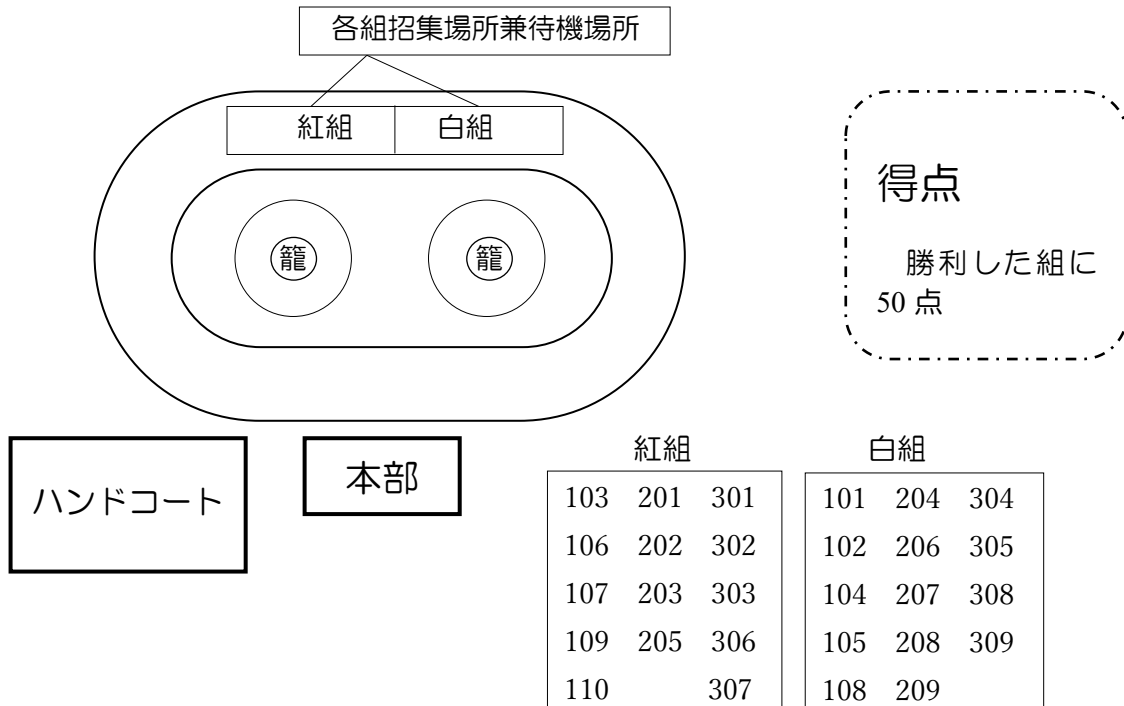 各組招集場所兼待機場所
紅組 白組
籠 籠
得点
勝利した組に
50 点
ハンドコート
本部
紅組
103 201 301
106 202 302
107 203 303
109 205 306
110 307
白組
101 204 304
102 206 305
104 207 308
105 208 309
108 209